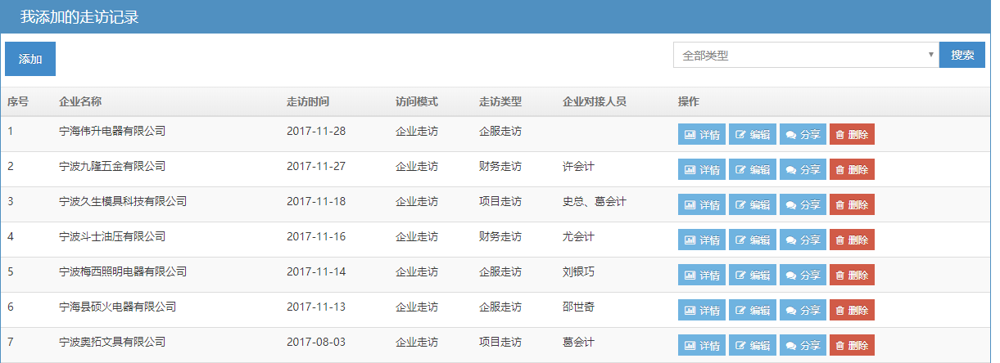 我添加的走访记录
添加 全部类型 搜索
序号 企业名称 走访时间 访问模式 走访类型 企业对接人员 操作
1 宁海伟升电器有限公司 2017-11-28 企业走访 企服走访 详情 编辑 分享 删除
2 宁波九隆五金有限公司 2017-11-27 企业走访 财务走访 许会计 详情 编辑 分享 删除
3 宁波久生模具科技有限公司 2017-11-18 企业走访 项目走访 史总、葛会计 详情 编辑 分享 删除
4 宁波斗士油压有限公司 2017-11-16 企业走访 财务走访 尤会计 详情 编辑 分享 删除
5 宁波梅西照明电器有限公司 2017-11-14 企业走访 企服走访 刘银巧 详情 编辑 分享 删除
6 宁海县硕火电器有限公司 2017-11-13 企业走访 企服走访 邵世奇 详情 编辑 分享 删除
7 宁波奥拓文具有限公司 2017-08-03 企业走访 项目走访 葛会计 详情 编辑 分享 删除